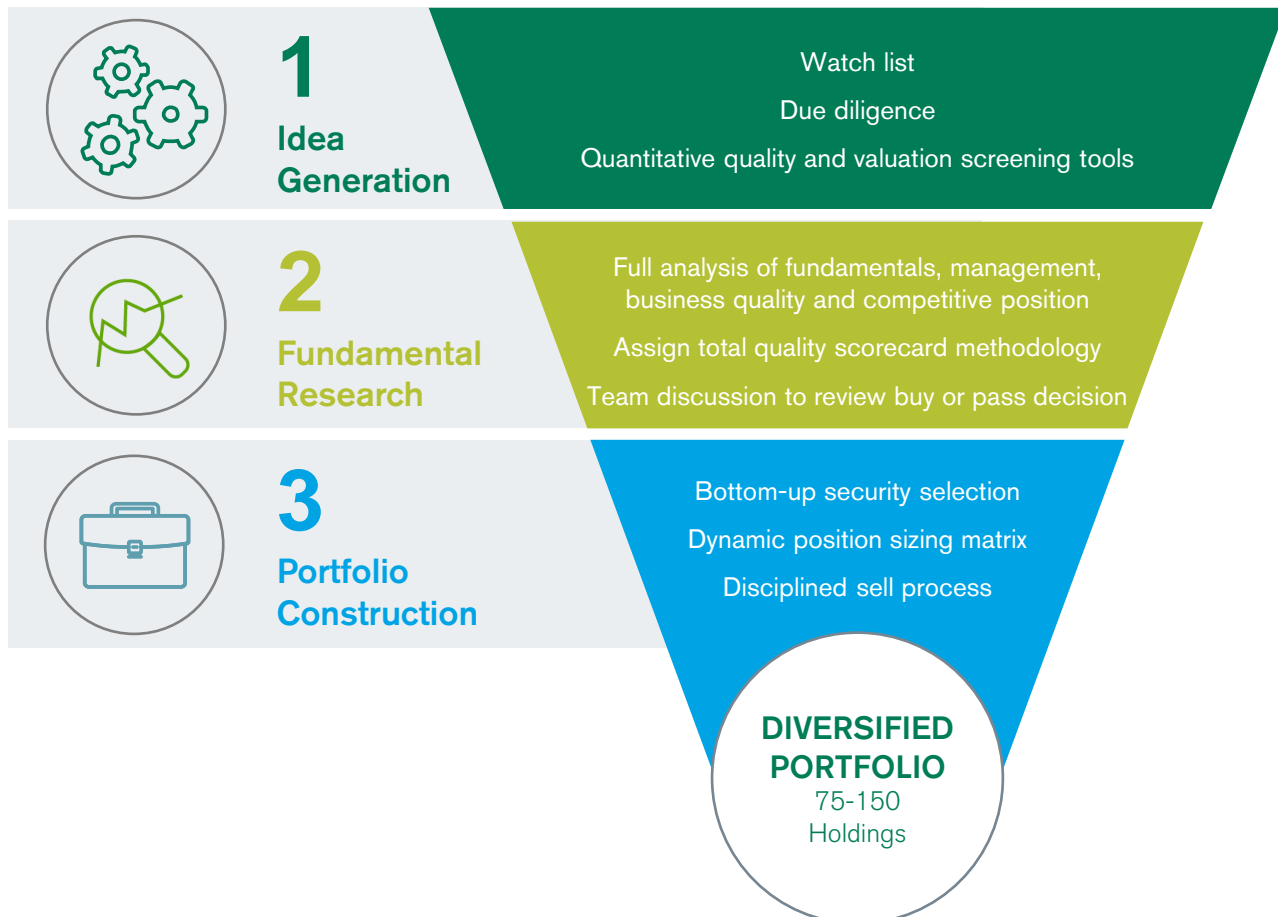 1
Idea
Generation
Watch list
Due diligence
Quantitative quality and valuation screening tools
2
Fundamental
Research
Full analysis of fundamentals, management,
business quality and competitive position
Assign total quality scorecard methodology
Team discussion to review buy or pass decision
3
Portfolio
Construction
Bottom-up security selection
Dynamic position sizing matrix
Disciplined sell process
DIVERSIFIED
PORTFOLIO
75-150
Holdings